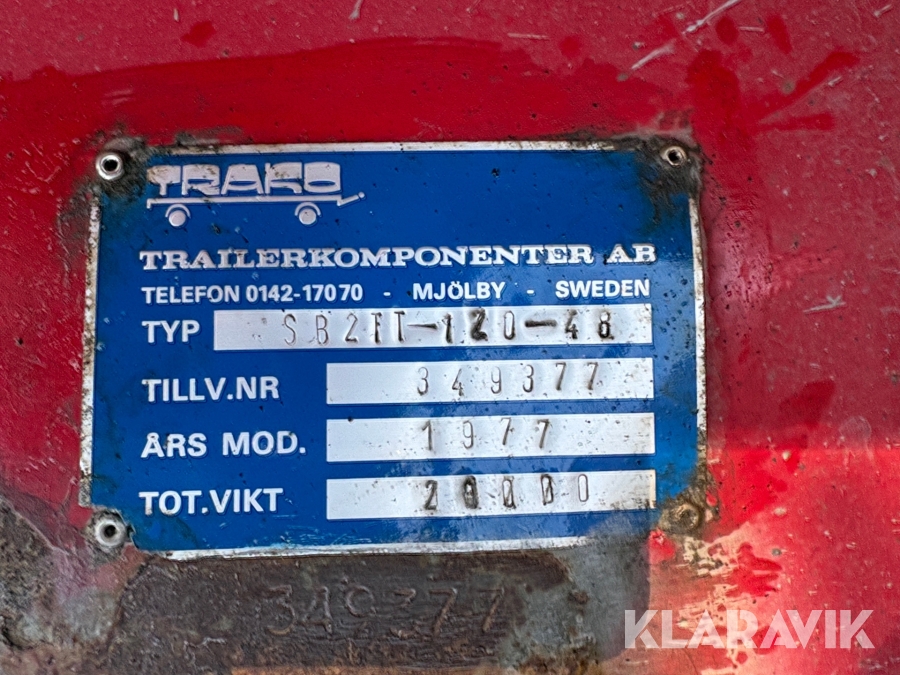 TRAKO
TRAILERKOMPONENTER AB
TELEFON 0142-17070 - MJÖLBY - SWEDEN
TYP SB2TT-120-48
TILLV.NR 349377
ÅRS MOD. 1977
TOT.VIKT 20000
349377
KLARAVIK